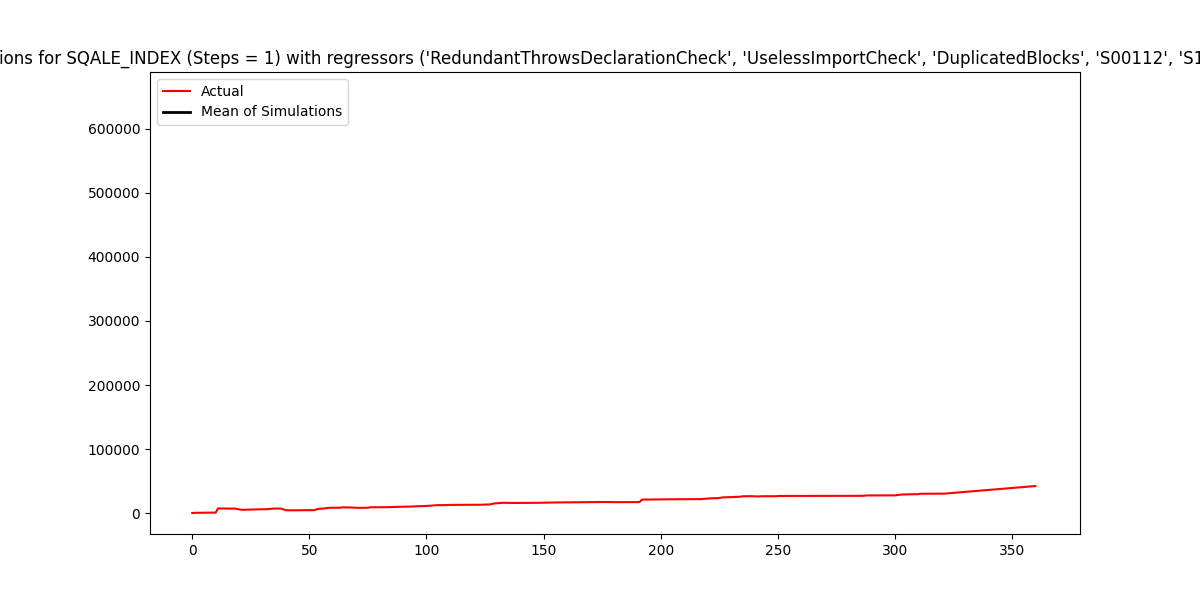 ions for SQALE_INDEX (Steps = 1) with regressors ('RedundantThrowsDeclarationCheck', 'UselessImportCheck', 'DuplicatedBlocks', 'S00112', 'S1
Actual
Mean of Simulations
600000
500000
400000
300000
200000
100000
0
0 50 100 150 200 250 300 350